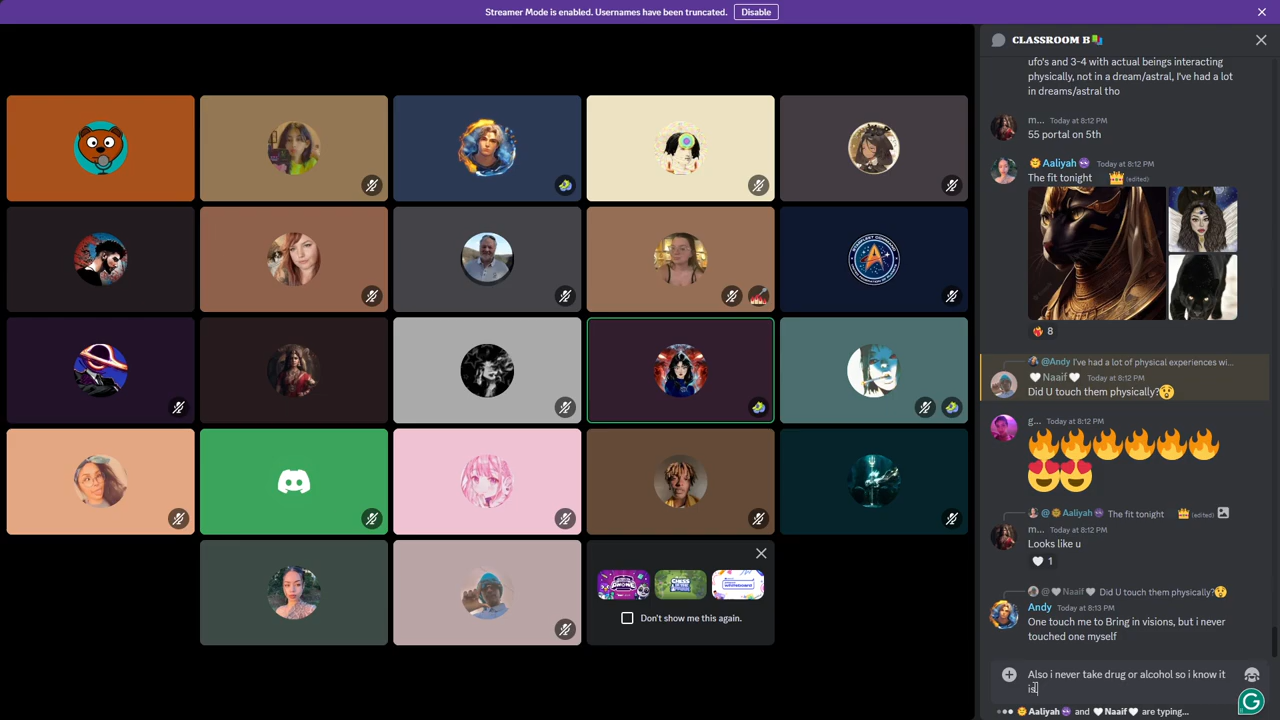 Streamer Mode is enabled. Usernames have been truncated. Disable
CLASSROOM B
ufo's and 3-4 with actual beings interacting
physically, not in a dream/astral, I've had a lot
in dreams/astral tho
m... Today at 8:12 PM
55 portal on 5th
Aaliyah Today at 8:12 PM
The fit tonight (edited)
8
@Andy I've had a lot of physical experiences wi...
Naaif Today at 8:12 PM
Did U touch them physically?
g... Today at 8:12 PM
@ Aaliyah The fit tonight (edited)
m... Today at 8:12 PM
Looks like u
1
@ Naaif Did U touch them physically?
Andy Today at 8:13 PM
One touch me to Bring in visions, but i never
touched one myself
Also i never take drug or alcohol so i know it
is
Aaliyah and Naaif are typing...
whiteboard
Don't show me this again.